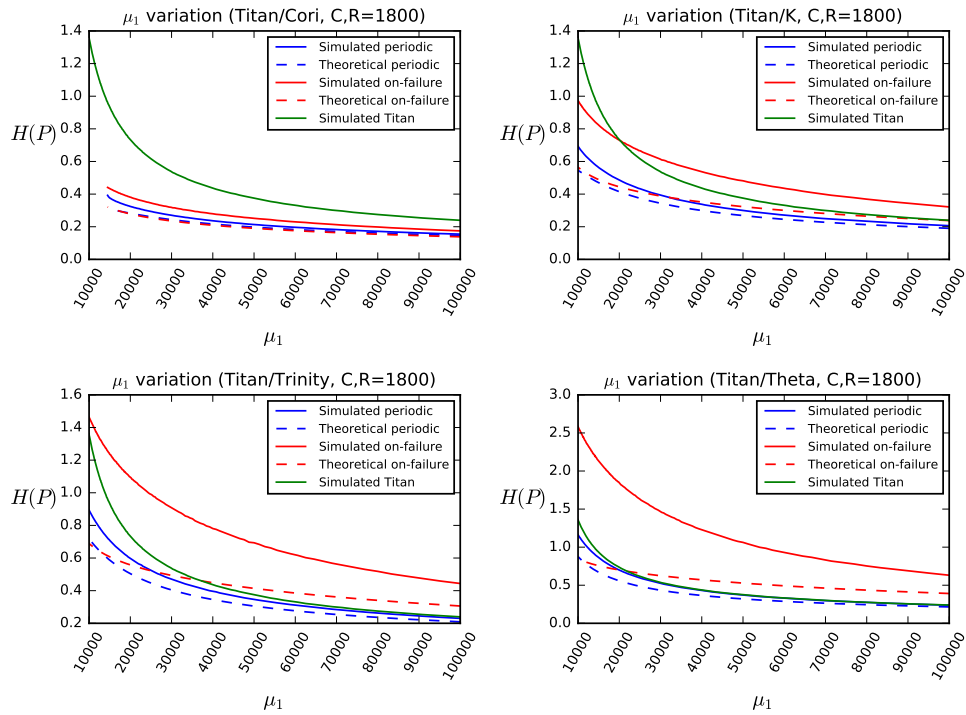 μ₁ variation (Titan/Cori, C,R=1800)
1.4
1.2
1.0
0.8
0.6
0.4
0.2
0.0
H(P)
Simulated periodic
Theoretical periodic
Simulated on-failure
Theoretical on-failure
Simulated Titan
10000
20000
30000
40000
50000
60000
70000
80000
90000
100000
μ₁
μ₁ variation (Titan/K, C,R=1800)
1.4
1.2
1.0
0.8
0.6
0.4
0.2
0.0
H(P)
Simulated periodic
Theoretical periodic
Simulated on-failure
Theoretical on-failure
Simulated Titan
10000
20000
30000
40000
50000
60000
70000
80000
90000
100000
μ₁
μ₁ variation (Titan/Trinity, C,R=1800)
1.6
1.4
1.2
1.0
0.8
0.6
0.4
0.2
H(P)
Simulated periodic
Theoretical periodic
Simulated on-failure
Theoretical on-failure
Simulated Titan
10000
20000
30000
40000
50000
60000
70000
80000
90000
100000
μ₁
μ₁ variation (Titan/Theta, C,R=1800)
3.0
2.5
2.0
1.5
1.0
0.5
0.0
H(P)
Simulated periodic
Theoretical periodic
Simulated on-failure
Theoretical on-failure
Simulated Titan
10000
20000
30000
40000
50000
60000
70000
80000
90000
100000
μ₁